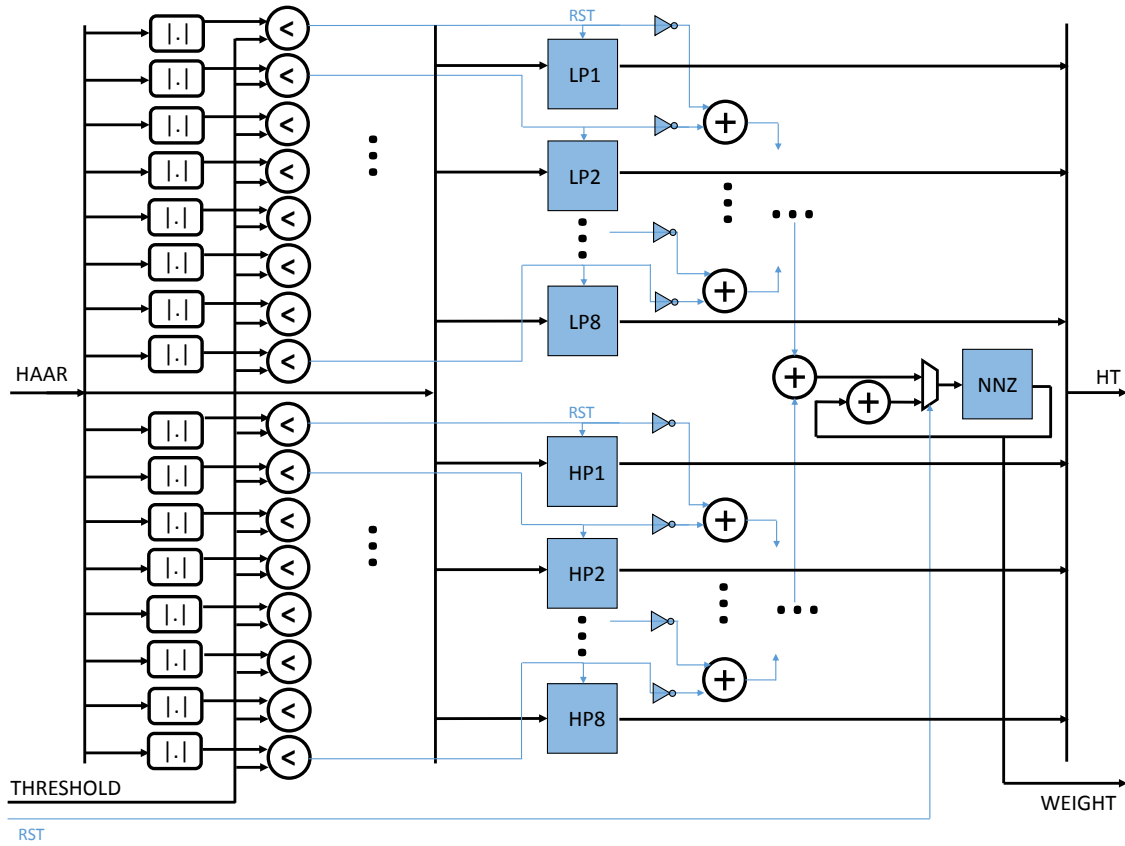 |.|
<
RST
|.|
<
LP1
|.|
<
+
|.|
<
LP2
|.|
<
|.|
<
+
|.|
<
LP8
|.|
<
HAAR
+
+
NNZ
HT
|.|
<
RST
|.|
<
HP1
|.|
<
+
|.|
<
HP2
|.|
<
|.|
<
+
|.|
<
HP8
|.|
<
THRESHOLD
WEIGHT
RST